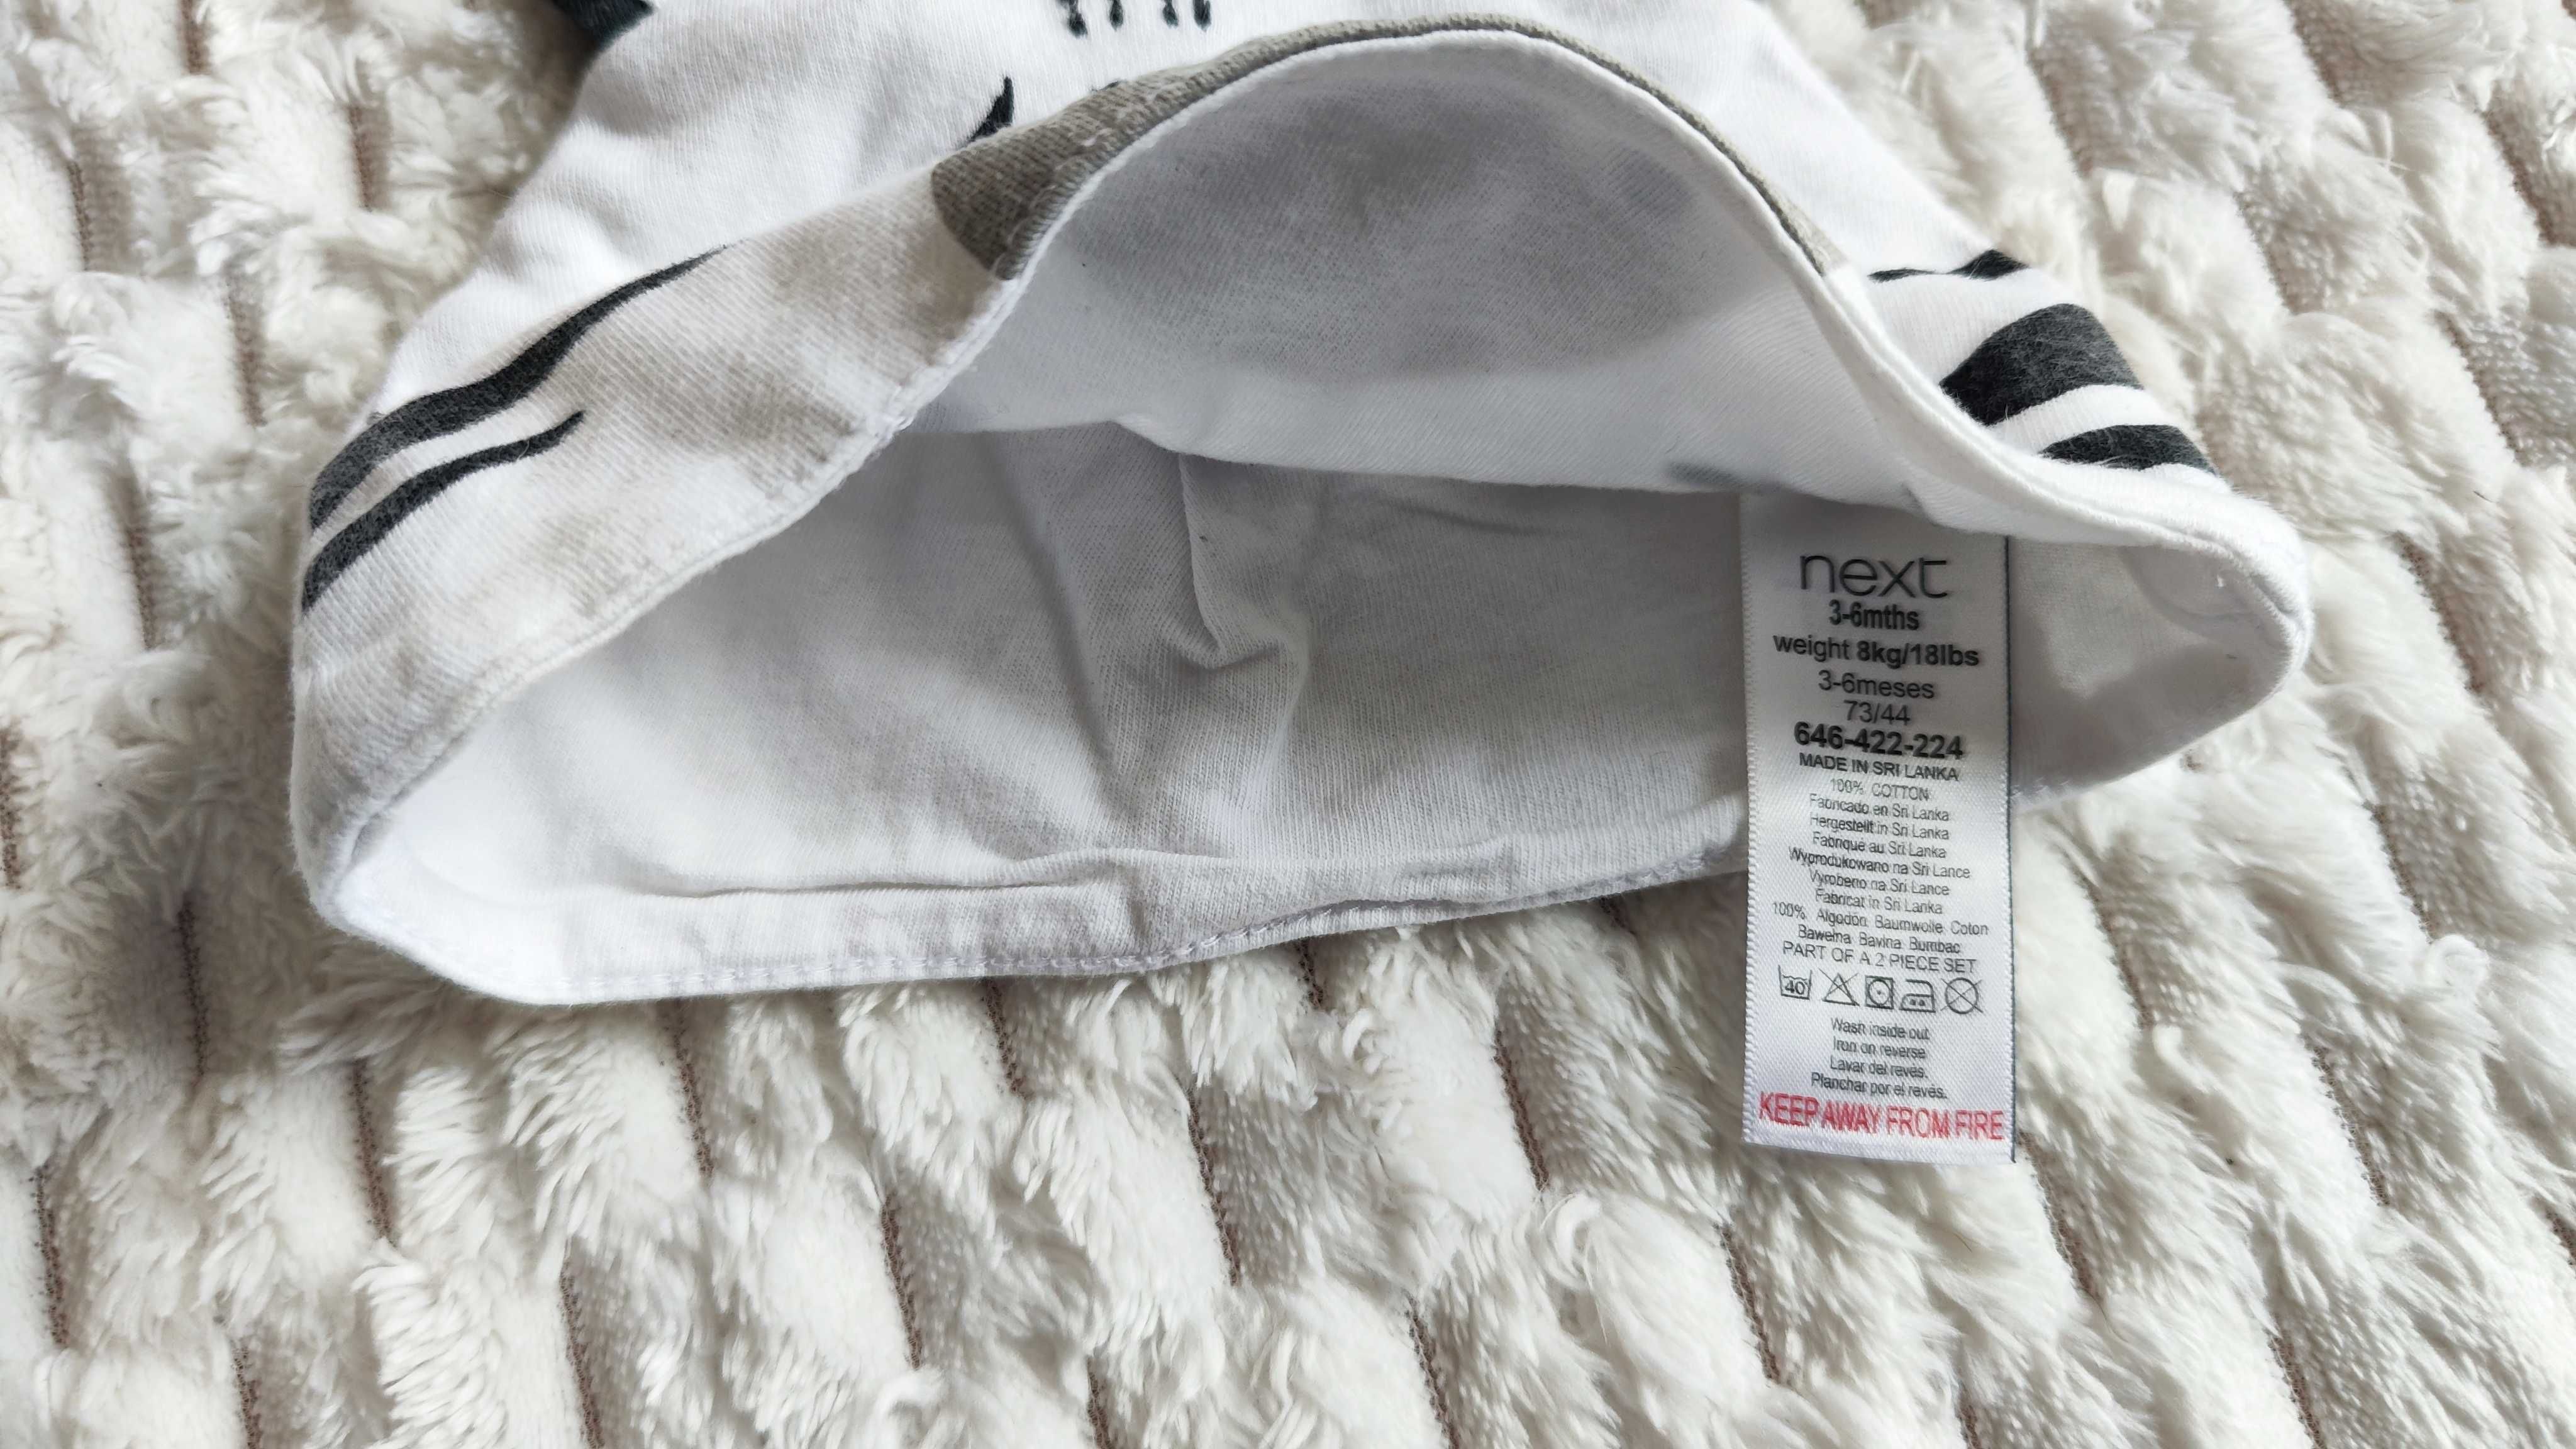 next
3-6mths
weight 8kg/18lbs
3-6meses
73/44
646-422-224
MADE IN SRI LANKA
100% COTTON
Fabricado en Sri Lanka
Hergestellt in Sri Lanka
Fabrique au Sri Lanka
Wyprodukowano na Sri Lance
Vyrobeno na Sri Lance
Fabricat in Sri Lanka
100% Algodón Baumwolle Coton
Bawełna Bavlna Bumbac
PART OF A 2 PIECE SET
40
Wash inside out
Iron on reverse
Lavar del revés.
Planchar por el revés.
KEEP AWAY FROM FIRE